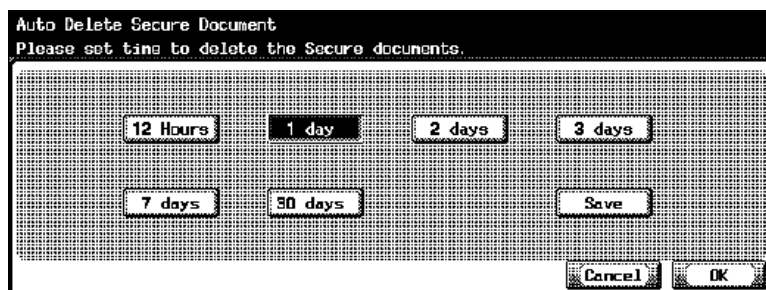 Auto Delete Secure Document
Please set time to delete the Secure documents.
12 Hours 1 day 2 days 3 days
7 days 30 days Save
Cancel OK